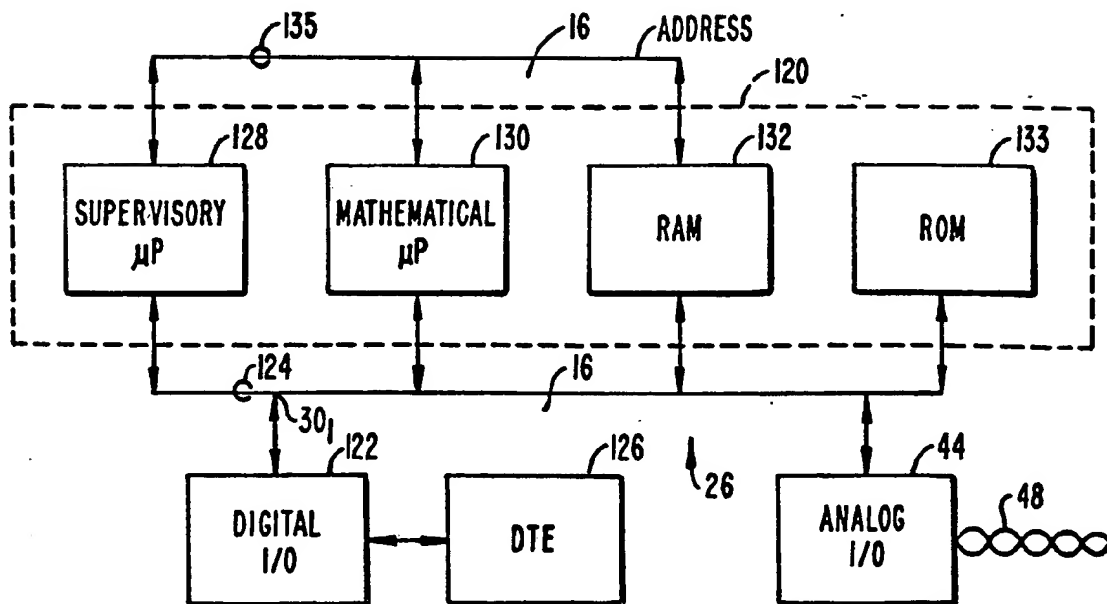 135
16
ADDRESS
120
128
130
132
133
SUPERVISORY
μP
MATHEMATICAL
μP
RAM
ROM
124
16
30₁
122
126
26
44
48
DIGITAL
I/O
DTE
ANALOG
I/O